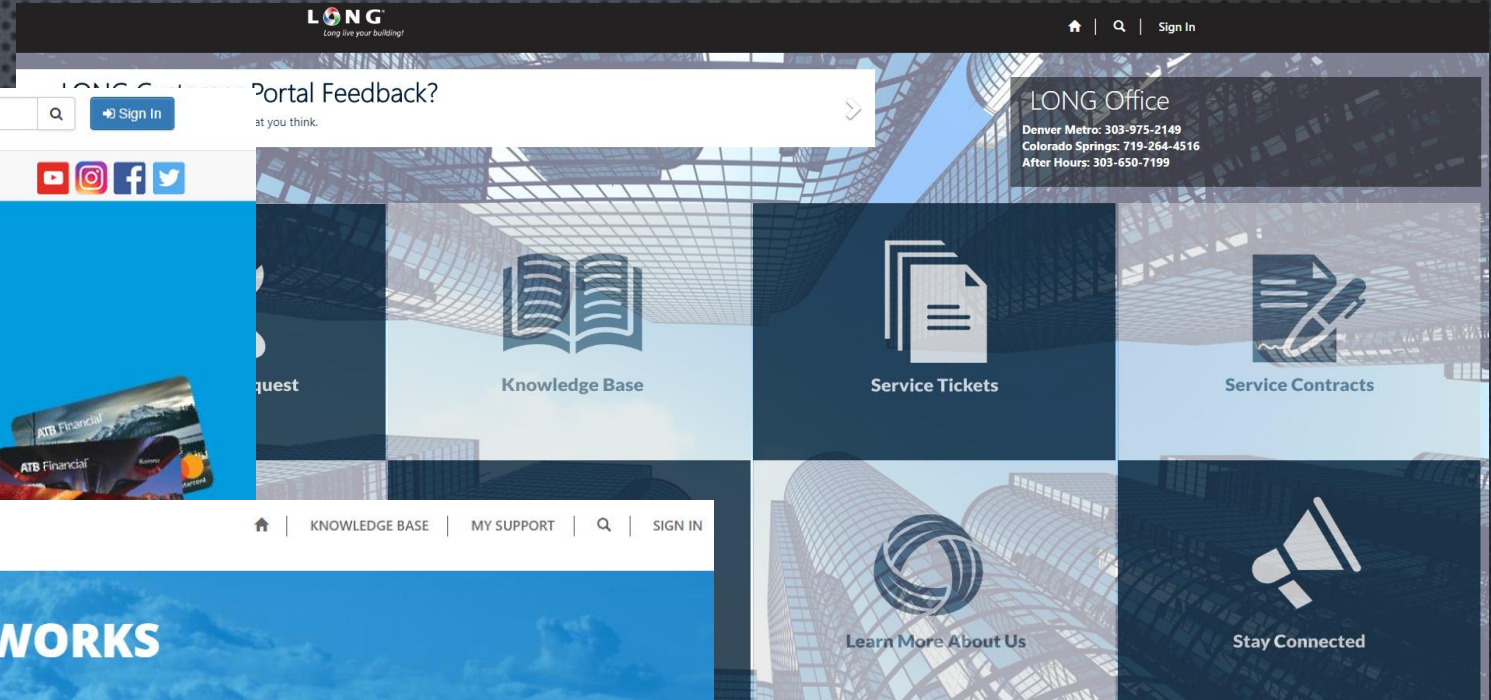 LONG
Long live your building!
Sign In
Portal Feedback?
at you think.
Sign In
LONG Office
Denver Metro: 303-975-2149
Colorado Springs: 719-264-4516
After Hours: 303-650-7199
quest
Knowledge Base
Service Tickets
Service Contracts
ATB Financial
ATB Financial
KNOWLEDGE BASE
MY SUPPORT
SIGN IN
WORKS
Learn More About Us
Stay Connected